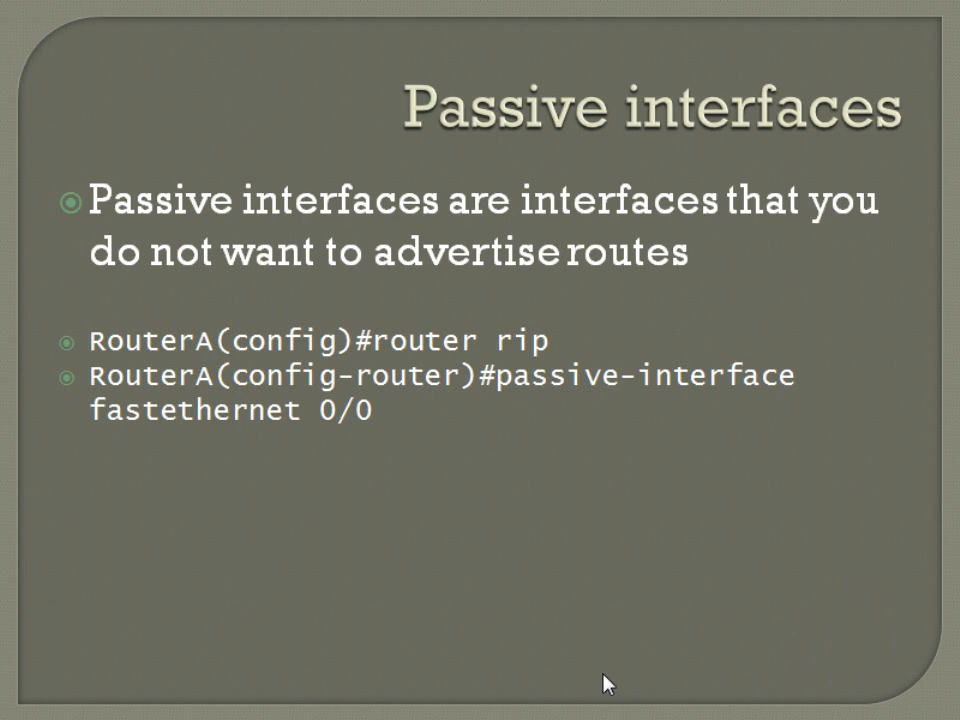 Passive interfaces
Passive interfaces are interfaces that you
do not want to advertise routes
RouterA(config)#router rip
RouterA(config-router)#passive-interface
fastethernet 0/0